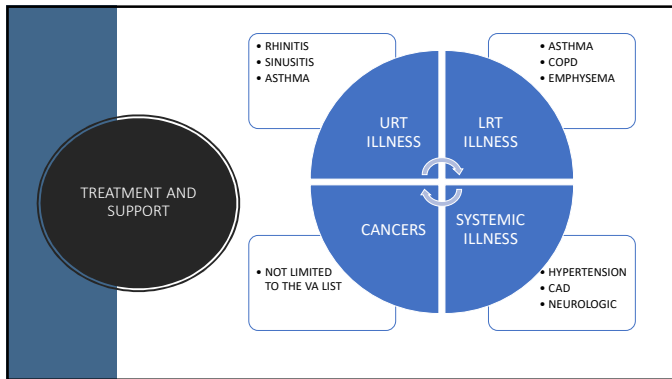 TREATMENT AND
SUPPORT
• RHINITIS
• SINUSITIS
• ASTHMA
URT
ILLNESS
• ASTHMA
• COPD
• EMPHYSEMA
LRT
ILLNESS
CANCERS
• NOT LIMITED
TO THE VA LIST
SYSTEMIC
ILLNESS
• HYPERTENSION
• CAD
• NEUROLOGIC